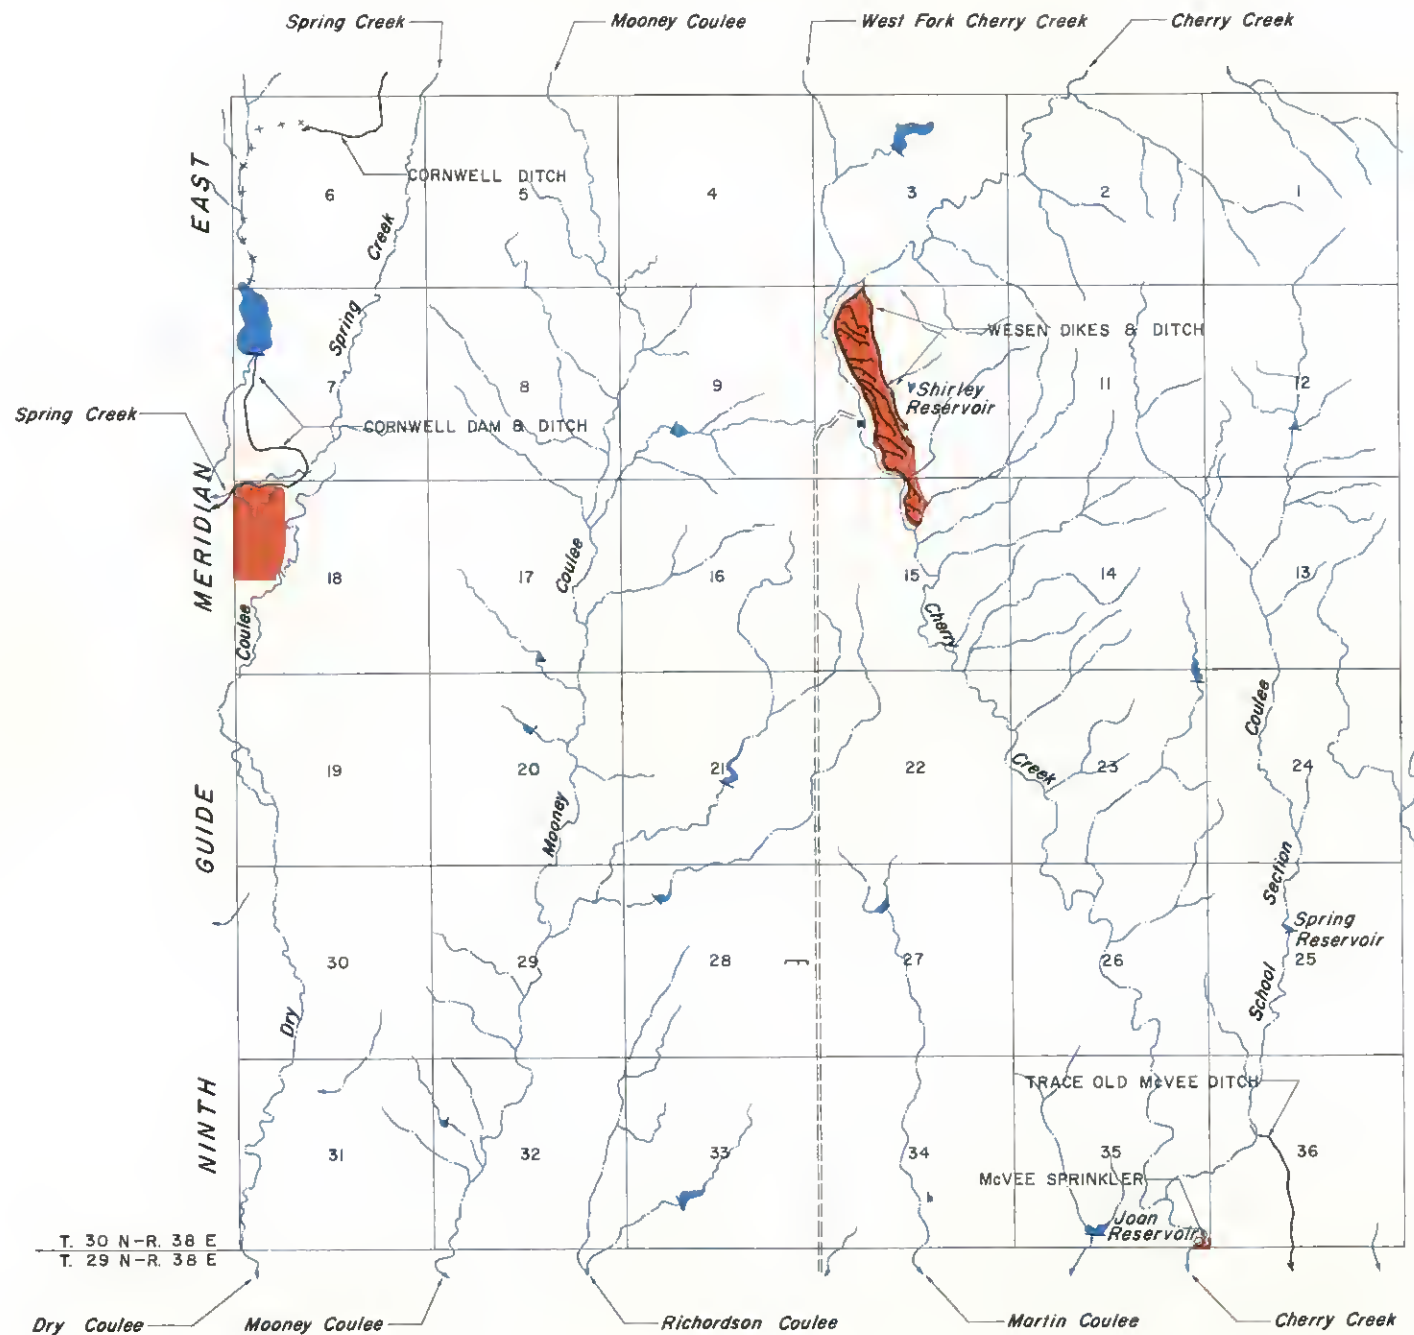 Spring Creek
Mooney Coulee
West Fork Cherry Creek
Cherry Creek
EAST
MERIDIAN
GUIDE
NINTH
CORNWELL DITCH
6
5
4
3
2
1
Spring Creek
WESEN DIKES & DITCH
7
8
9
Shirley
Reservoir
11
12
Spring Creek
CORNWELL DAM & DITCH
18
17
16
15
14
13
Coulee
Coulee
Cherry
Creek
Coulee
19
20
21
22
23
24
Mooney
Section
Spring
Reservoir
30
29
28
27
26
25
Dry
School
TRACE OLD McVEE DITCH
31
32
33
34
35
36
McVEE SPRINKLER
Joan
Reservoir
T. 30 N-R. 38 E
T. 29 N-R. 38 E
Dry Coulee
Mooney Coulee
Richardson Coulee
Martin Coulee
Cherry Creek